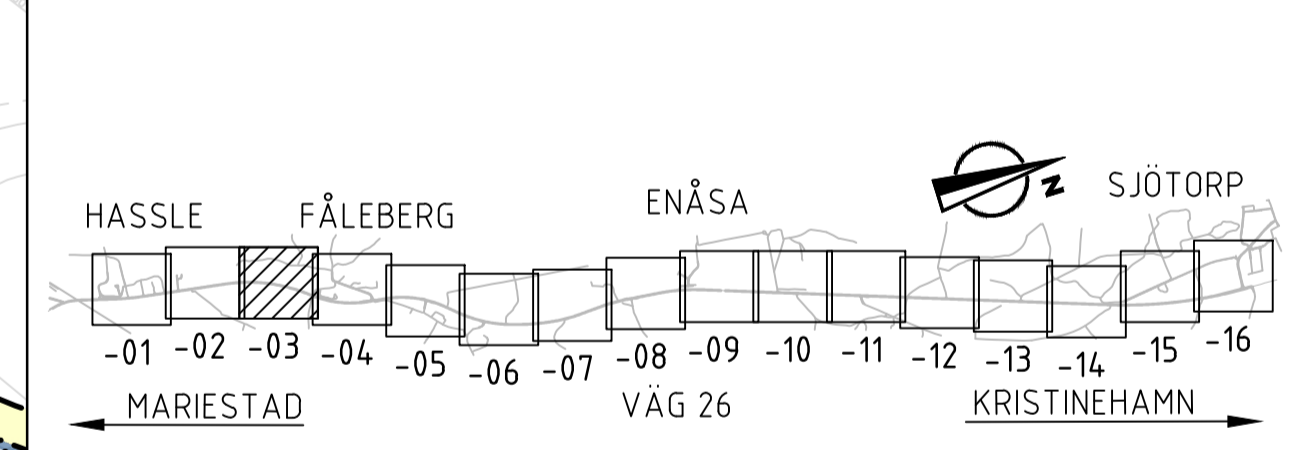 HASSLE FÅLEBERG ENÅSA N SJÖTORP
-01 -02 -03 -04 -05 -06 -07 -08 -09 -10 -11 -12 -13 -14 -15 -16
MARIESTAD VÄG 26 KRISTINEHAMN